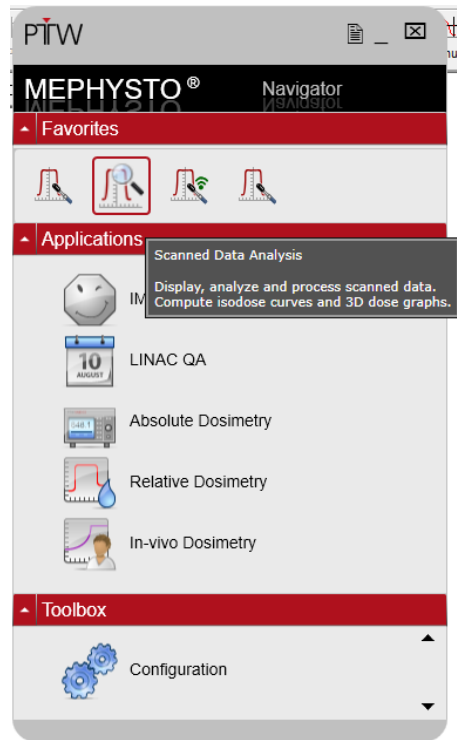 PTW
MEPHYSTO ® Navigator
Favorites
Applications
Scanned Data Analysis
Display, analyze and process scanned data.
Compute isodose curves and 3D dose graphs.
IM
10
AUGUST
LINAC QA
Absolute Dosimetry
Relative Dosimetry
In-vivo Dosimetry
Toolbox
Configuration